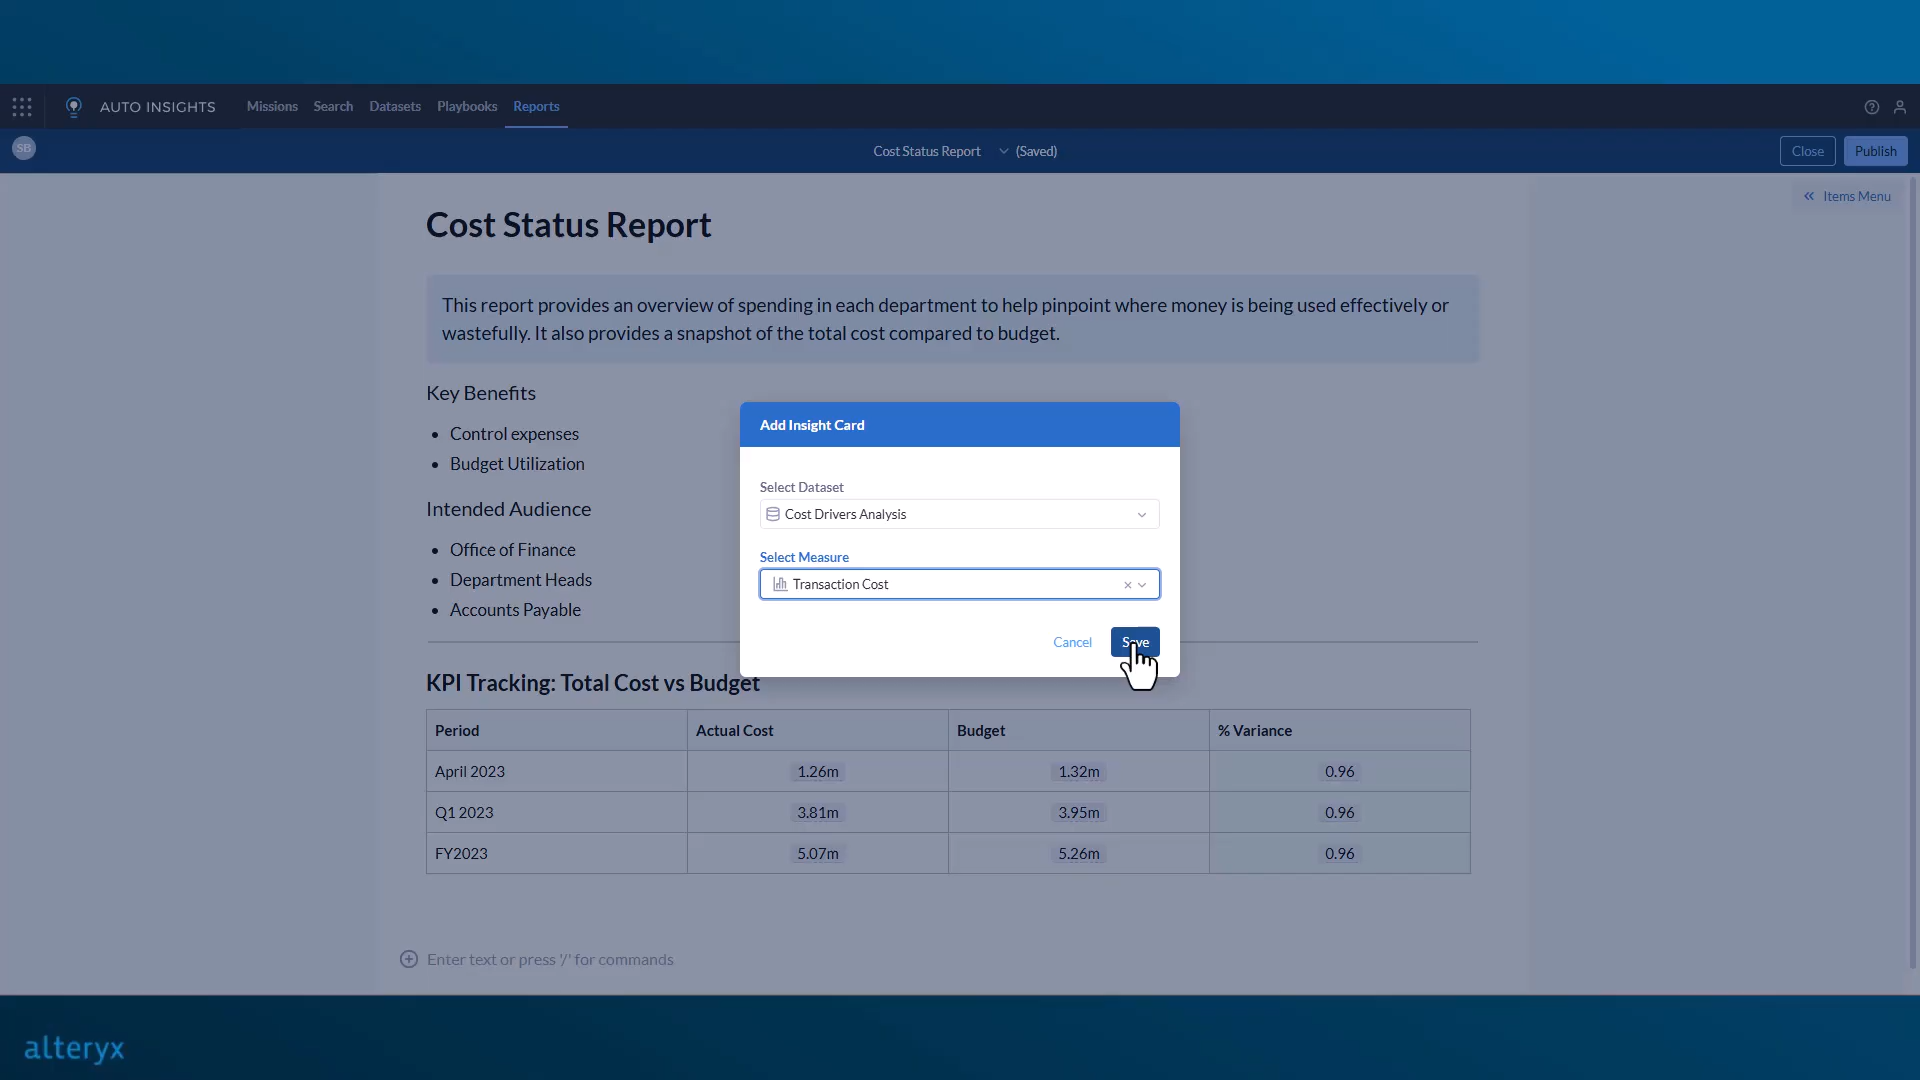 AUTO INSIGHTS Missions Search Datasets Playbooks Reports
SB Cost Status Report (Saved) Close Publish
Items Menu
Cost Status Report
This report provides an overview of spending in each department to help pinpoint where money is being used effectively or
wastefully. It also provides a snapshot of the total cost compared to budget.
Key Benefits
Control expenses
Budget Utilization
Intended Audience
Office of Finance
Department Heads
Accounts Payable
Add Insight Card
Select Dataset
Cost Drivers Analysis
Select Measure
Transaction Cost
Cancel Save
KPI Tracking: Total Cost vs Budget
Period Actual Cost Budget % Variance
April 2023 1.26m 1.32m 0.96
Q1 2023 3.81m 3.95m 0.96
FY2023 5.07m 5.26m 0.96
Enter text or press '/' for commands
alteryx